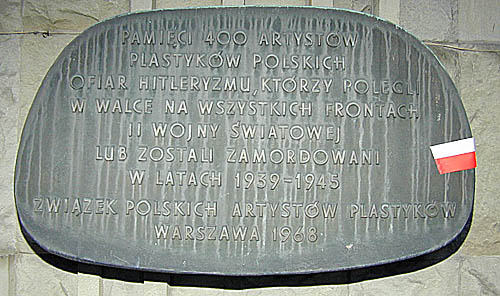 PAMIĘCI 400 ARTYSTÓW
PLASTYKÓW POLSKICH
OFIAR HITLERYZMU, KTÓRZY POLEGLI
W WALCE NA WSZYSTKICH FRONTACH
II WOJNY ŚWIATOWEJ
LUB ZOSTALI ZAMORDOWANI
W LATACH 1939-1945
ZWIĄZEK POLSKICH ARTYSTÓW PLASTYKÓW
WARSZAWA 1968